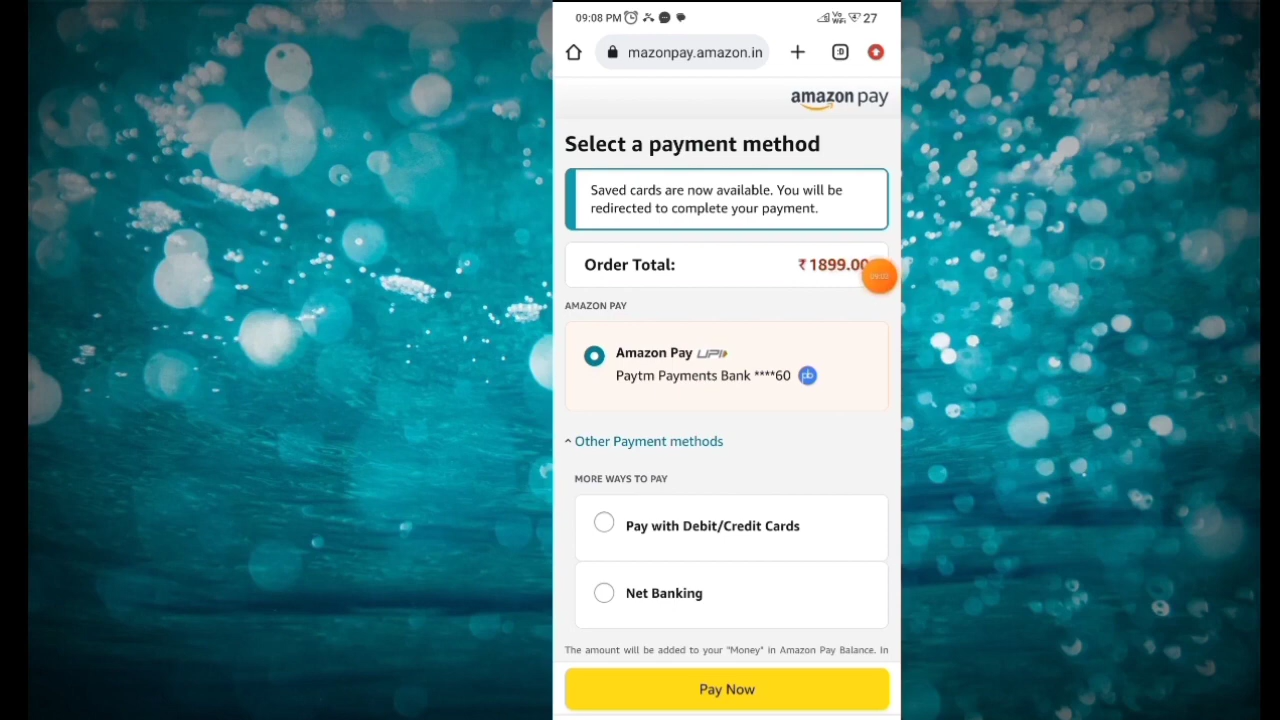 09:08 PM
Vo
WiFi
27
mazonpay.amazon.in
:D
amazon pay
Select a payment method
Saved cards are now available. You will be
redirected to complete your payment.
Order Total: ₹1899.00
AMAZON PAY
Amazon Pay UPI
Paytm Payments Bank ****60 pb
^ Other Payment methods
MORE WAYS TO PAY
Pay with Debit/Credit Cards
Net Banking
The amount will be added to your "Money" in Amazon Pay Balance. In
Pay Now